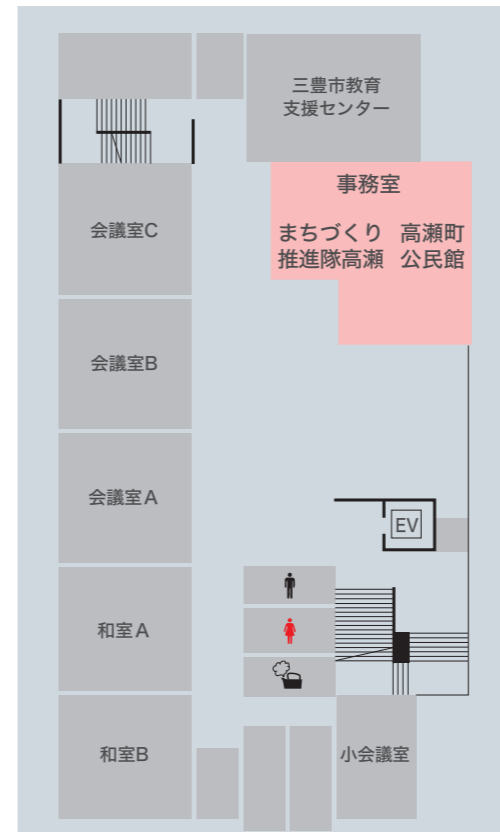 三豊市教育
支援センター
事務室
まちづくり 高瀬町
推進隊高瀬 公民館
会議室C
会議室B
会議室A
EV
和室A
和室B
小会議室